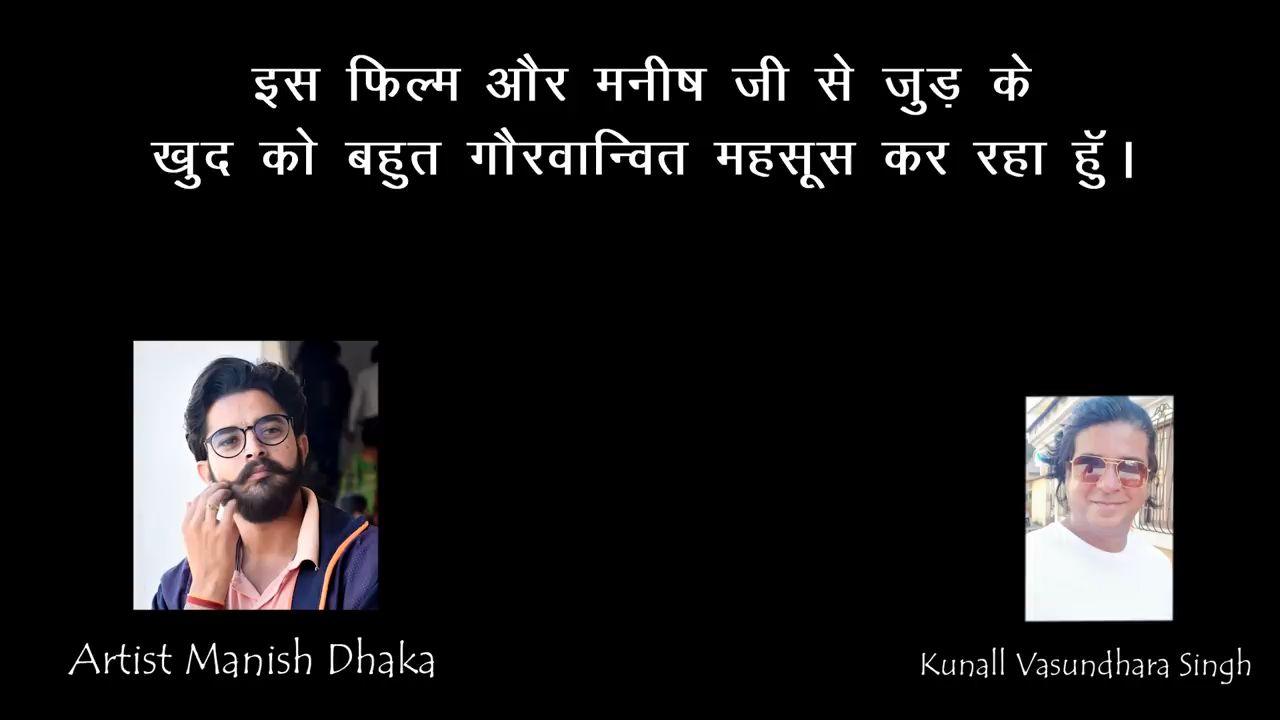 इस फिल्म और मनीष जी से जुड़ के
खुद को बहुत गौरवान्वित महसूस कर रहा हुॅ।
Artist Manish Dhaka
Kunall Vasundhara Singh